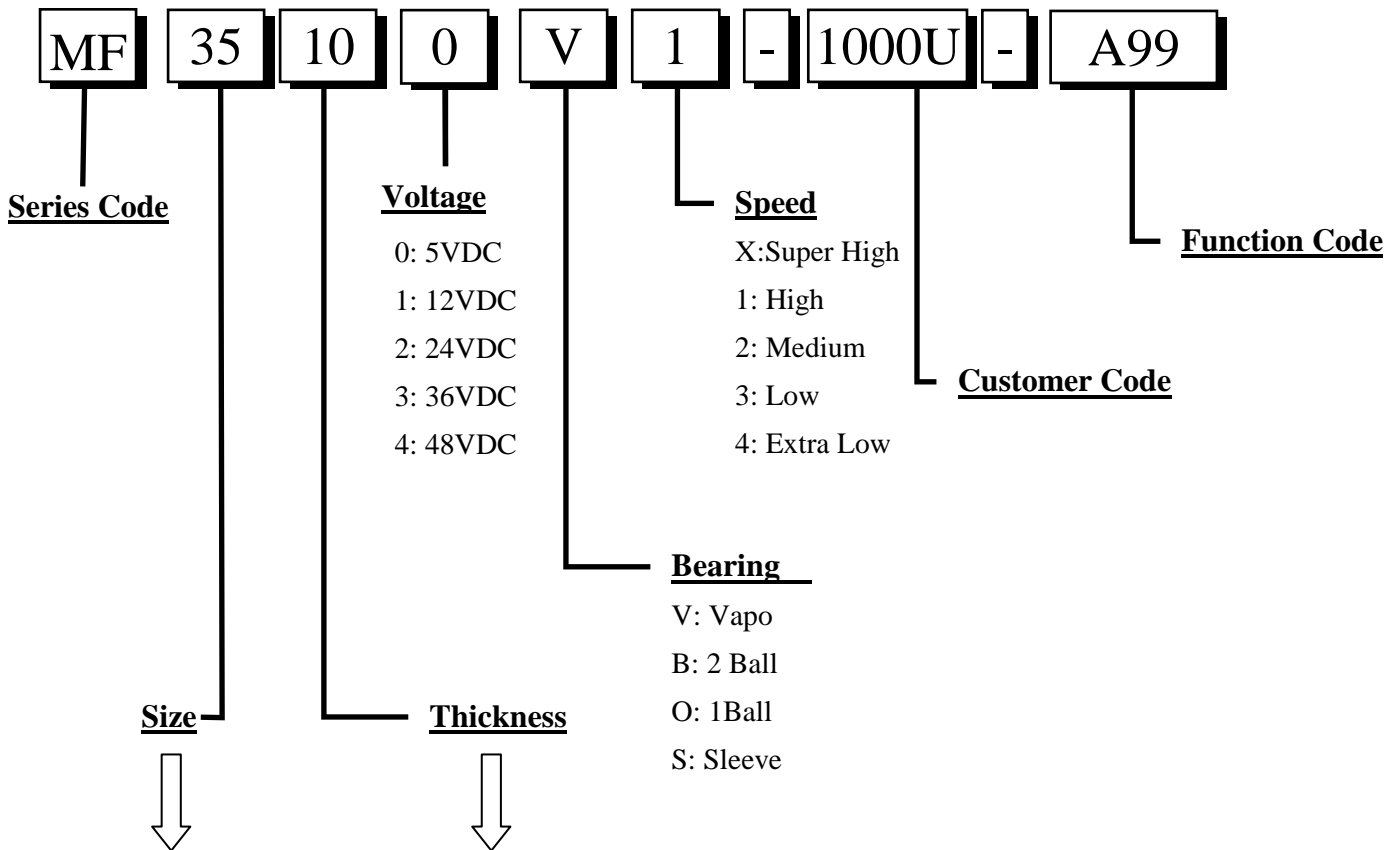 MF 35 10 0 V 1 - 1000U - A99
Series Code
Voltage
0: 5VDC
1: 12VDC
2: 24VDC
3: 36VDC
4: 48VDC
Speed
X:Super High
1: High
2: Medium
3: Low
4: Extra Low
Function Code
Customer Code
Bearing
V: Vapo
B: 2 Ball
O: 1Ball
S: Sleeve
Size
Thickness